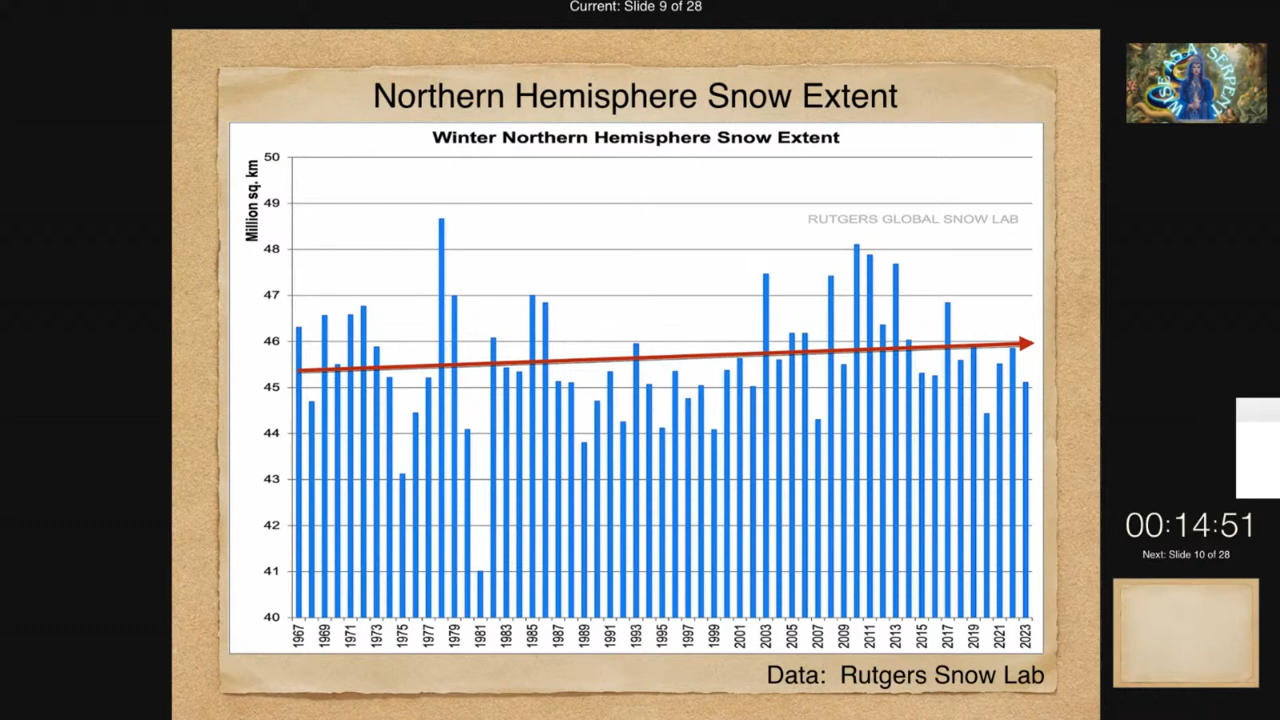 Current: Slide 9 of 28
Northern Hemisphere Snow Extent
Winter Northern Hemisphere Snow Extent
Million sq. km
50
49
48
47
46
45
44
43
42
41
40
RUTGERS GLOBAL SNOW LAB
1967 1969 1971 1973 1975 1977 1979 1981 1983 1985 1987 1989 1991 1993 1995 1997 1999 2001 2003 2005 2007 2009 2011 2013 2015 2017 2019 2021 2023
Data: Rutgers Snow Lab
WISE AS A SERPENT
00:14:51
Next: Slide 10 of 28